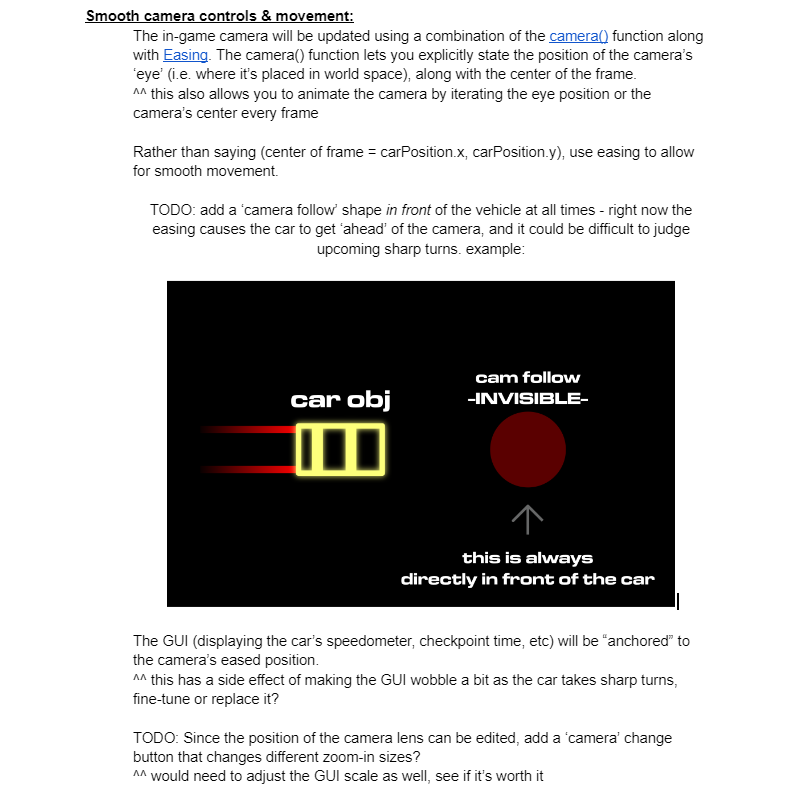 Smooth camera controls & movement:
The in-game camera will be updated using a combination of the camera() function along
with Easing. The camera() function lets you explicitly state the position of the camera's
'eye' (i.e. where it's placed in world space), along with the center of the frame.
^^ this also allows you to animate the camera by iterating the eye position or the
camera's center every frame
Rather than saying (center of frame = carPosition.x, carPosition.y), use easing to allow
for smooth movement.
TODO: add a 'camera follow' shape in front of the vehicle at all times - right now the
easing causes the car to get 'ahead' of the camera, and it could be difficult to judge
upcoming sharp turns. example:
cam follow
-INVISIBLE-
car obj
this is always
directly in front of the car
The GUI (displaying the car's speedometer, checkpoint time, etc) will be "anchored" to
the camera's eased position.
^^ this has a side effect of making the GUI wobble a bit as the car takes sharp turns,
fine-tune or replace it?
TODO: Since the position of the camera lens can be edited, add a 'camera' change
button that changes different zoom-in sizes?
^^ would need to adjust the GUI scale as well, see if it's worth it